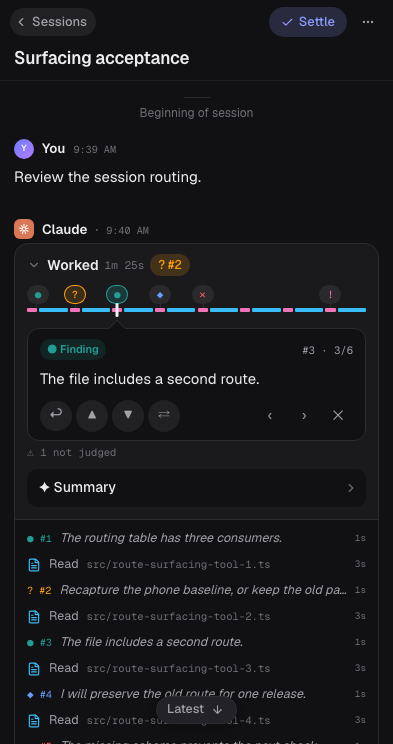 Sessions
Settle
Surfacing acceptance
Beginning of session
Y You 9:39 AM
Review the session routing.
Claude · 9:40 AM
Worked 1m 25s ? #2
? !
Finding #3 · 3/6
The file includes a second route.
⚠ 1 not judged
Summary
#1 The routing table has three consumers. 1s
Read src/route-surfacing-tool-1.ts 3s
? #2 Recapture the phone baseline, or keep the old pa… 1s
Read src/route-surfacing-tool-2.ts 3s
#3 The file includes a second route. 1s
Read src/route-surfacing-tool-3.ts 3s
#4 I will preserve the old route for one release. 1s
Latest
Read 4.ts 3s